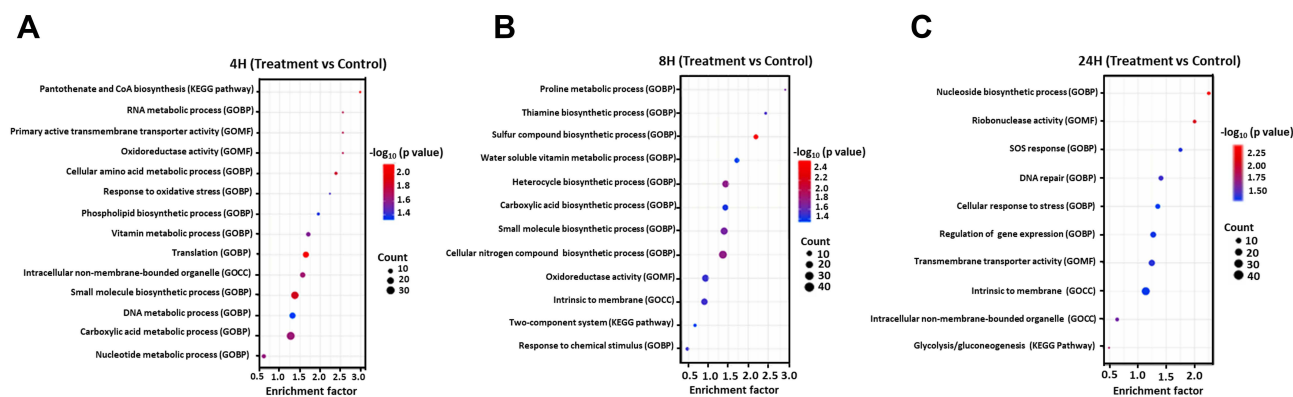 A
4H (Treatment vs Control)
Pantothenate and CoA biosynthesis (KEGG pathway)
RNA metabolic process (GOBP)
Primary active transmembrane transporter activity (GOMF)
Oxidoreductase activity (GOMF)
Cellular amino acid metabolic process (GOBP)
Response to oxidative stress (GOBP)
Phospholipid biosynthetic process (GOBP)
Vitamin metabolic process (GOBP)
Translation (GOBP)
Intracellular non-membrane-bounded organelle (GOCC)
Small molecule biosynthetic process (GOBP)
DNA metabolic process (GOBP)
Carboxylic acid metabolic process (GOBP)
Nucleotide metabolic process (GOBP)
0.5 1.0 1.5 2.0 2.5 3.0
Enrichment factor
-log10 (p value)
2.0
1.8
1.6
1.4
Count
10
20
30
B
8H (Treatment vs Control)
Proline metabolic process (GOBP)
Thiamine biosynthetic process (GOBP)
Sulfur compound biosynthetic process (GOBP)
Water soluble vitamin metabolic process (GOBP)
Heterocycle biosynthetic process (GOBP)
Carboxylic acid biosynthetic process (GOBP)
Small molecule biosynthetic process (GOBP)
Cellular nitrogen compound biosynthetic process (GOBP)
Oxidoreductase activity (GOMF)
Intrinsic to membrane (GOCC)
Two-component system (KEGG pathway)
Response to chemical stimulus (GOBP)
0.5 1.0 1.5 2.0 2.5 3.0
Enrichment factor
-log10 (p value)
2.4
2.2
2.0
1.8
1.6
1.4
Count
10
20
30
40
C
24H (Treatment vs Control)
Nucleoside biosynthetic process (GOBP)
Riobonuclease activity (GOMF)
SOS response (GOBP)
DNA repair (GOBP)
Cellular response to stress (GOBP)
Regulation of gene expression (GOBP)
Transmembrane transporter activity (GOMF)
Intrinsic to membrane (GOCC)
Intracellular non-membrane-bounded organelle (GOCC)
Glycolysis/gluconeogenesis (KEGG Pathway)
0.5 1.0 1.5 2.0
Enrichment factor
-log10 (p value)
2.25
2.00
1.75
1.50
Count
10
20
30
40